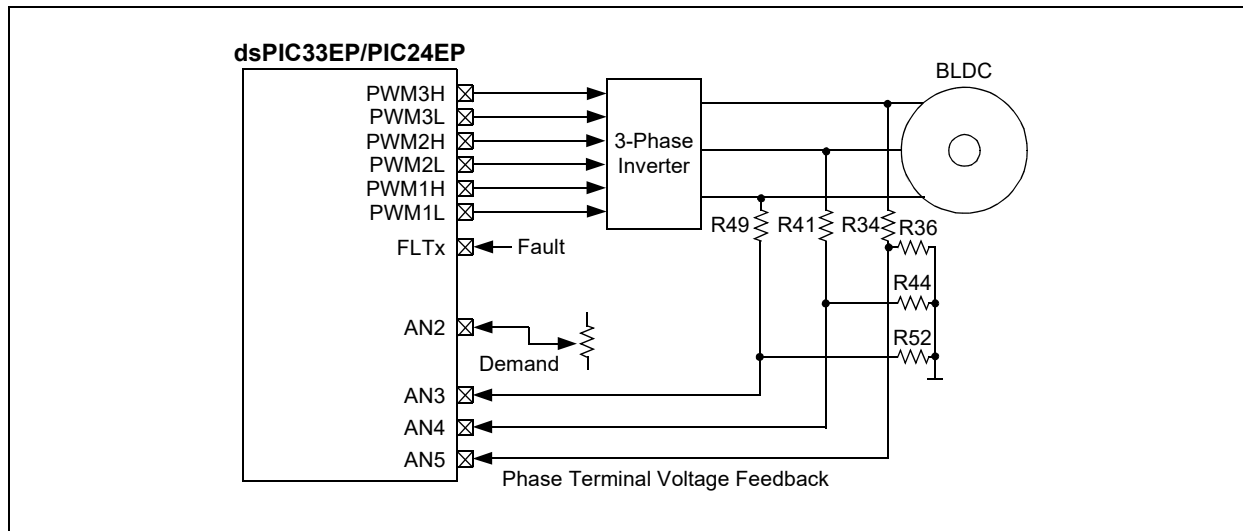 dsPIC33EP/PIC24EP
BLDC
PWM3H
PWM3L
PWM2H
PWM2L
PWM1H
PWM1L
3-Phase
Inverter
R49
R41
R34
R36
FLTx
Fault
R44
AN2
Demand
R52
AN3
AN4
AN5
Phase Terminal Voltage Feedback